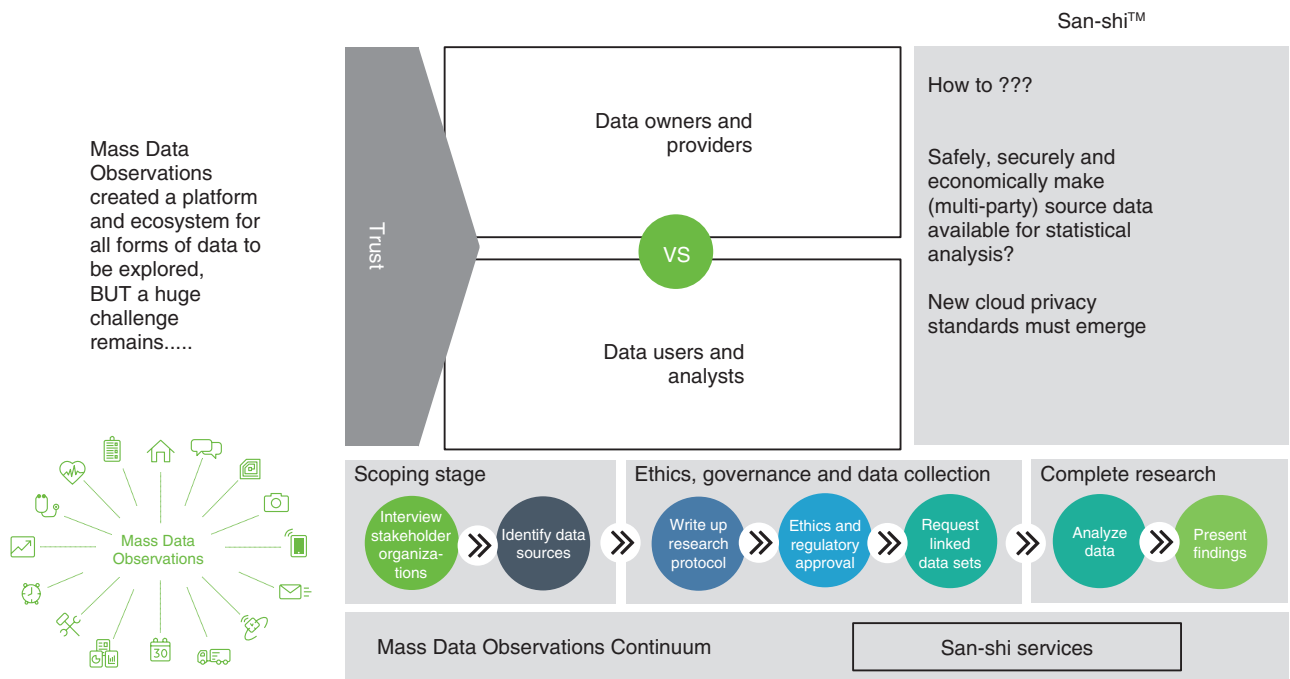 San-shi™
Mass Data
Observations
created a platform
and ecosystem for
all forms of data to
be explored,
BUT a huge
challenge
remains.....
Trust
Data owners and
providers
VS
Data users and
analysts
How to ???
Safely, securely and
economically make
(multi-party) source data
available for statistical
analysis?
New cloud privacy
standards must emerge
Mass Data
Observations
30
Scoping stage
Interview
stakeholder
organiza-
tions
Identify data
sources
Ethics, governance and data collection
Write up
research
protocol
Ethics and
regulatory
approval
Request
linked
data sets
Complete research
Analyze
data
Present
findings
Mass Data Observations Continuum
San-shi services